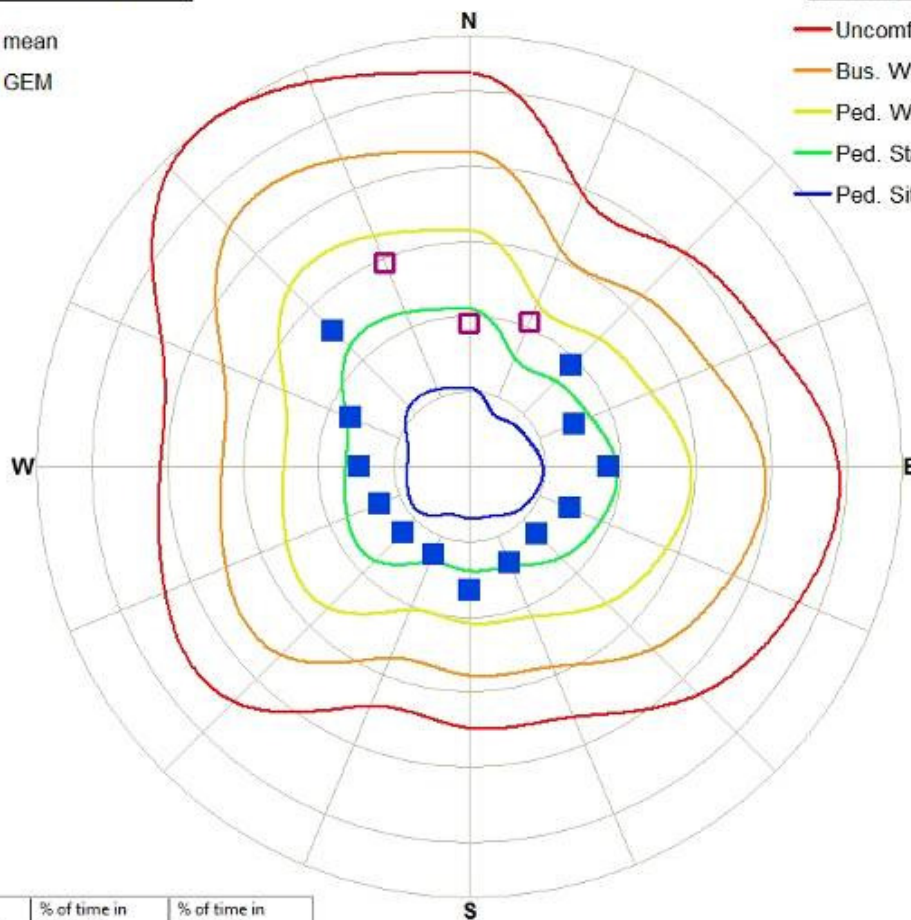 N
mean
GEM
Uncomf
Bus. W
Ped. W
Ped. St
Ped. Si
W
E
S
% of time in
% of time in